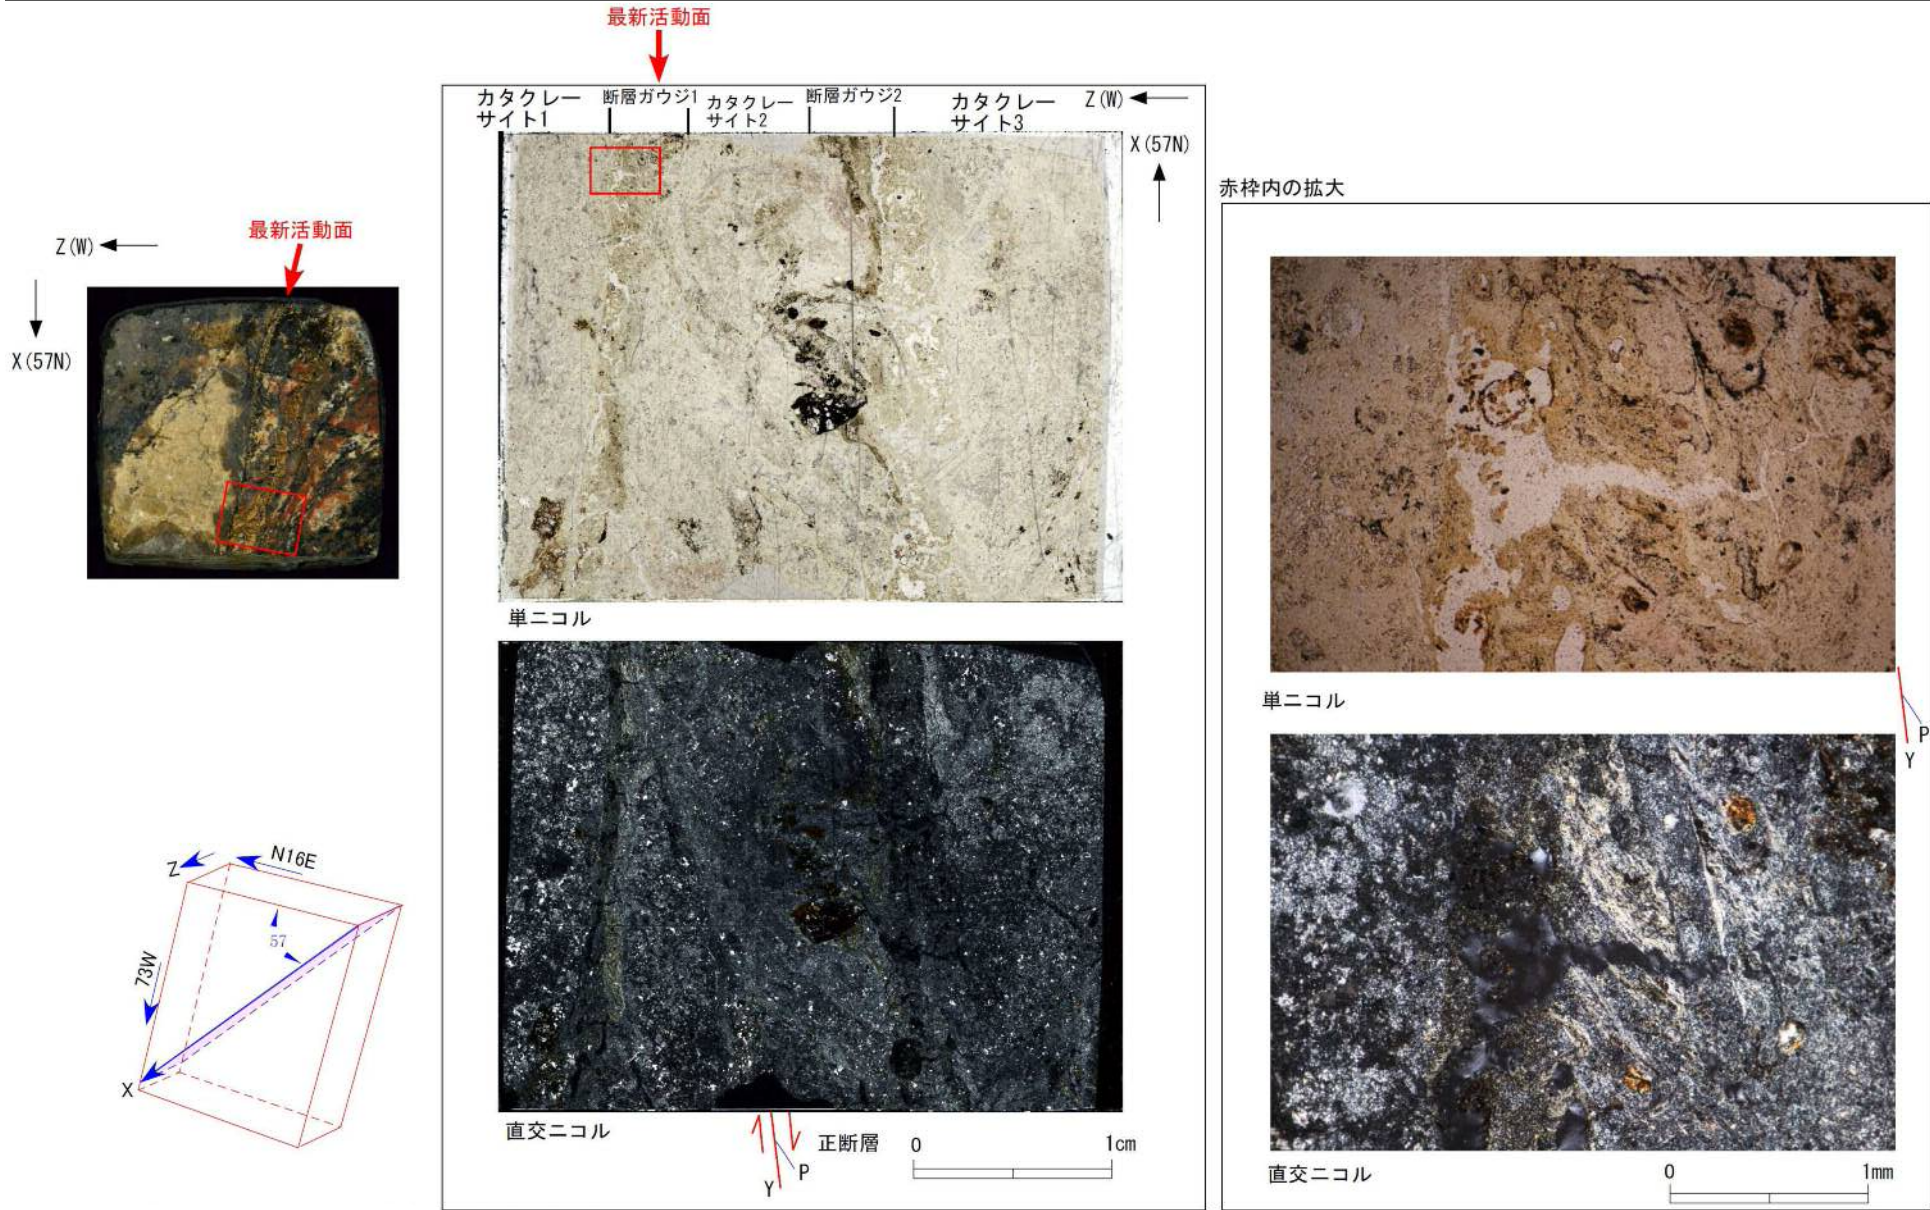 最新活動面
カタクレー
サイト1
断層ガウジ1
カタクレー
サイト2
断層ガウジ2
カタクレー
サイト3
Z(W)
X(57N)
単ニコル
直交ニコル
P
Y
正断層
0 1cm
最新活動面
Z(W)
X(57N)
N16E
Z
57
73W
X
赤枠内の拡大
単ニコル
P
Y
直交ニコル
0 1mm